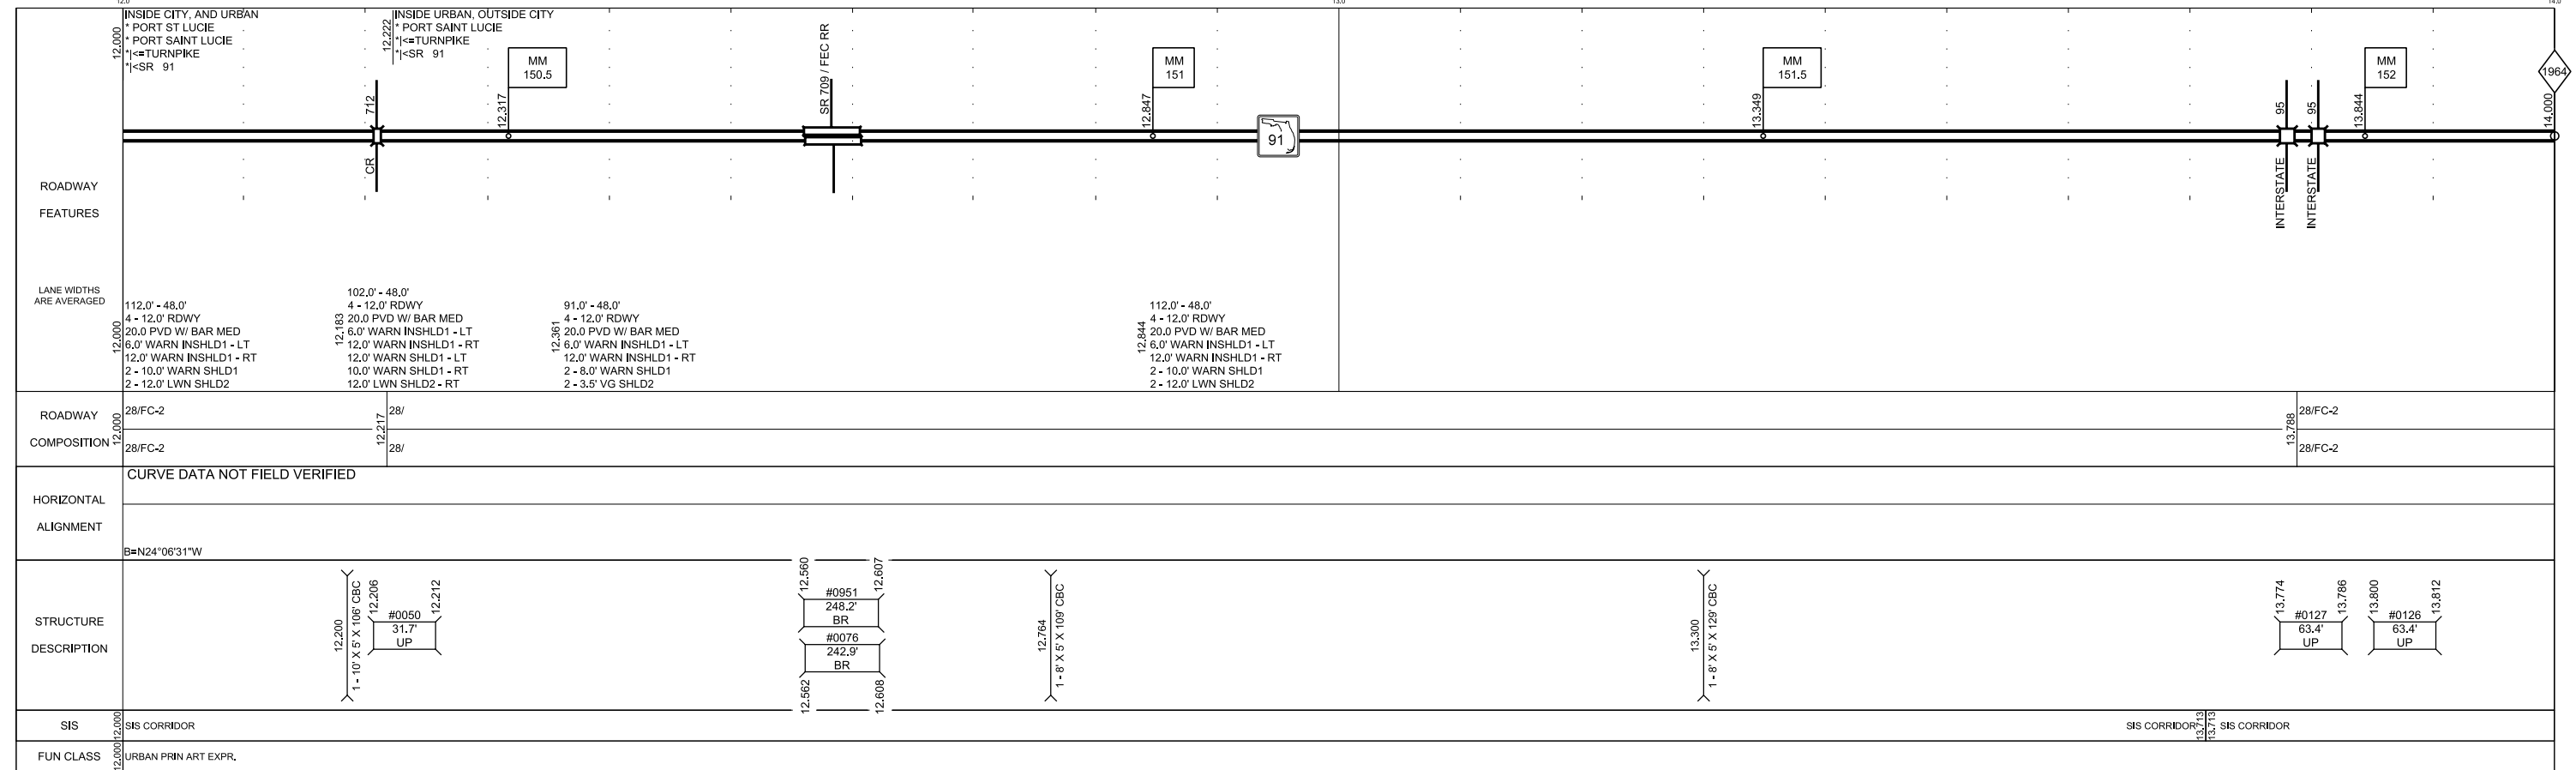 12.0
13.0
14.0
12.000
INSIDE CITY, AND URBAN
* PORT ST LUCIE
* PORT SAINT LUCIE
*|<=TURNPIKE
*|<SR 91
12.222
INSIDE URBAN, OUTSIDE CITY
* PORT SAINT LUCIE
*|<=TURNPIKE
*|<SR 91
CR 712
12.317
MM
150.5
SR 709 / FEC RR
12.847
MM
151
91
13.349
MM
151.5
INTERSTATE 95
INTERSTATE 95
13.844
MM
152
1964
14.000
ROADWAY
FEATURES
LANE WIDTHS
ARE AVERAGED
12.000
112.0' - 48.0'
4 - 12.0' RDWY
20.0 PVD W/ BAR MED
6.0' WARN INSHLD1 - LT
12.0' WARN INSHLD1 - RT
2 - 10.0' WARN SHLD1
2 - 12.0' LWN SHLD2
12.183
102.0' - 48.0'
4 - 12.0' RDWY
20.0 PVD W/ BAR MED
6.0' WARN INSHLD1 - LT
12.0' WARN INSHLD1 - RT
12.0' WARN SHLD1 - LT
10.0' WARN SHLD1 - RT
12.0' LWN SHLD2 - RT
12.361
91.0' - 48.0'
4 - 12.0' RDWY
20.0 PVD W/ BAR MED
6.0' WARN INSHLD1 - LT
12.0' WARN INSHLD1 - RT
2 - 8.0' WARN SHLD1
2 - 3.5' VG SHLD2
12.844
112.0' - 48.0'
4 - 12.0' RDWY
20.0 PVD W/ BAR MED
6.0' WARN INSHLD1 - LT
12.0' WARN INSHLD1 - RT
2 - 10.0' WARN SHLD1
2 - 12.0' LWN SHLD2
ROADWAY
COMPOSITION
12.000
28/FC-2
28/FC-2
12.217
28/
28/
13.788
28/FC-2
28/FC-2
HORIZONTAL
ALIGNMENT
CURVE DATA NOT FIELD VERIFIED
B=N24°06'31"W
STRUCTURE
DESCRIPTION
12.200
1 - 10' X 5' X 106' CBC
12.206
12.212
#0050
31.7'
UP
12.560
12.607
#0951
248.2'
BR
#0076
242.9'
BR
12.562
12.608
12.764
1 - 8' X 5' X 109' CBC
13.300
1 - 8' X 5' X 129' CBC
13.774
13.786
#0127
63.4'
UP
13.800
13.812
#0126
63.4'
UP
SIS
12.000
SIS CORRIDOR
SIS CORRIDOR
13.713
13.713
SIS CORRIDOR
FUN CLASS
12.000
URBAN PRIN ART EXPR.